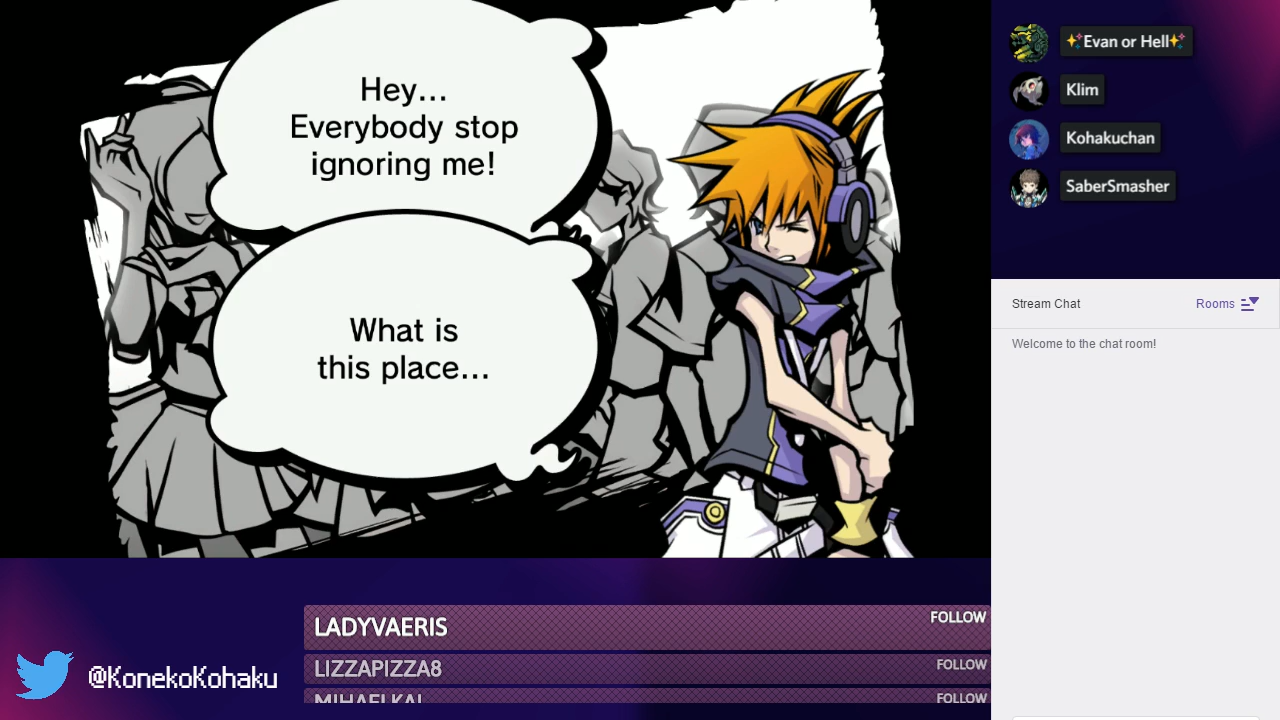 Hey...
Everybody stop
ignoring me!
What is
this place...
✨Evan or Hell✨
Klim
Kohakuchan
SaberSmasher
Stream Chat
Rooms
Welcome to the chat room!
LADYVAERIS
FOLLOW
LIZZAPIZZA8
FOLLOW
FOLLOW
@KonekoKohaku